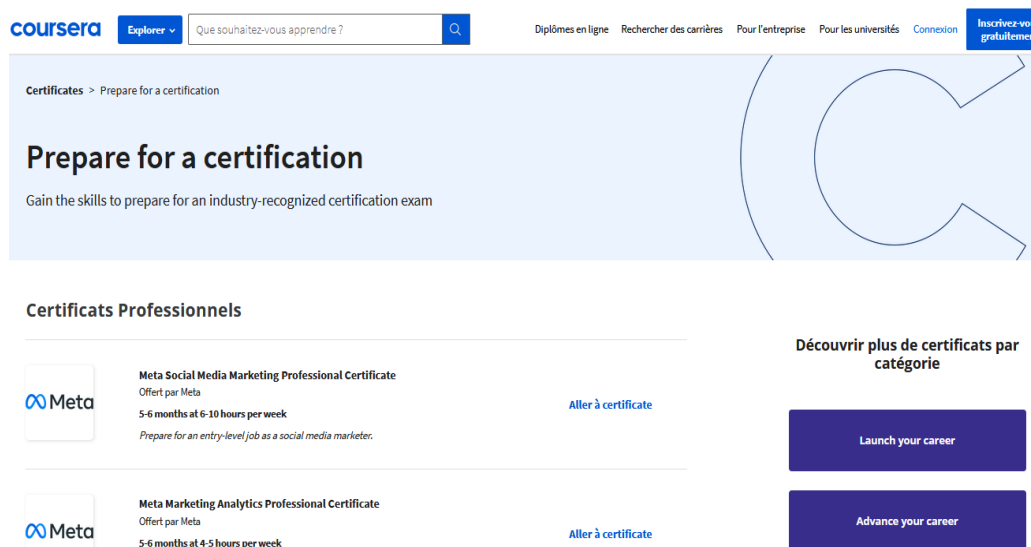 coursera
Explorer
Que souhaitez-vous apprendre ?
Diplômes en ligne
Rechercher des carrières
Pour l'entreprise
Pour les universités
Connexion
Certificates > Prepare for a certification
Prepare for a certification
Gain the skills to prepare for an industry-recognized certification exam
Certificats Professionnels
Découvrir plus de certificats par
catégorie
Meta
Meta Social Media Marketing Professional Certificate
Offert par Meta
5-6 months at 6-10 hours per week
Prepare for an entry-level job as a social media marketer.
Aller à certificate
Launch your career
Meta
Meta Marketing Analytics Professional Certificate
Offert par Meta
5-6 months at 4-5 hours per week
Aller à certificate
Advance your career